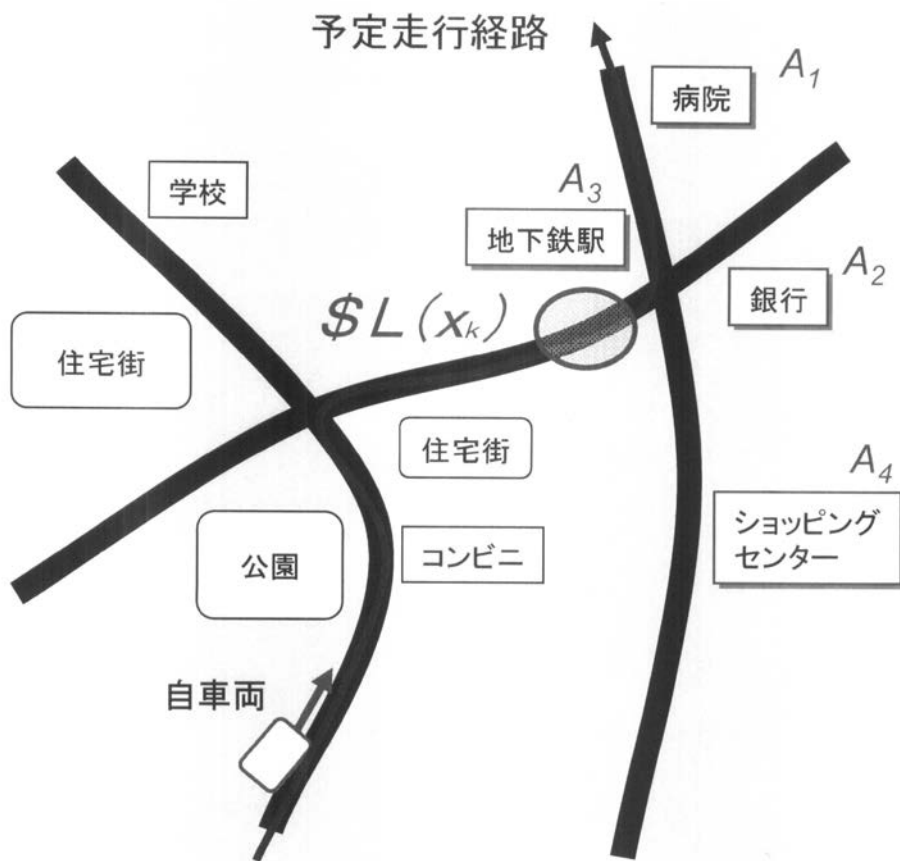 予定走行経路
A1
病院
学校
A3
地下鉄駅
A2
銀行
$L(xk)
住宅街
住宅街
A4
ショッピング
センター
公園
コンビニ
自車両